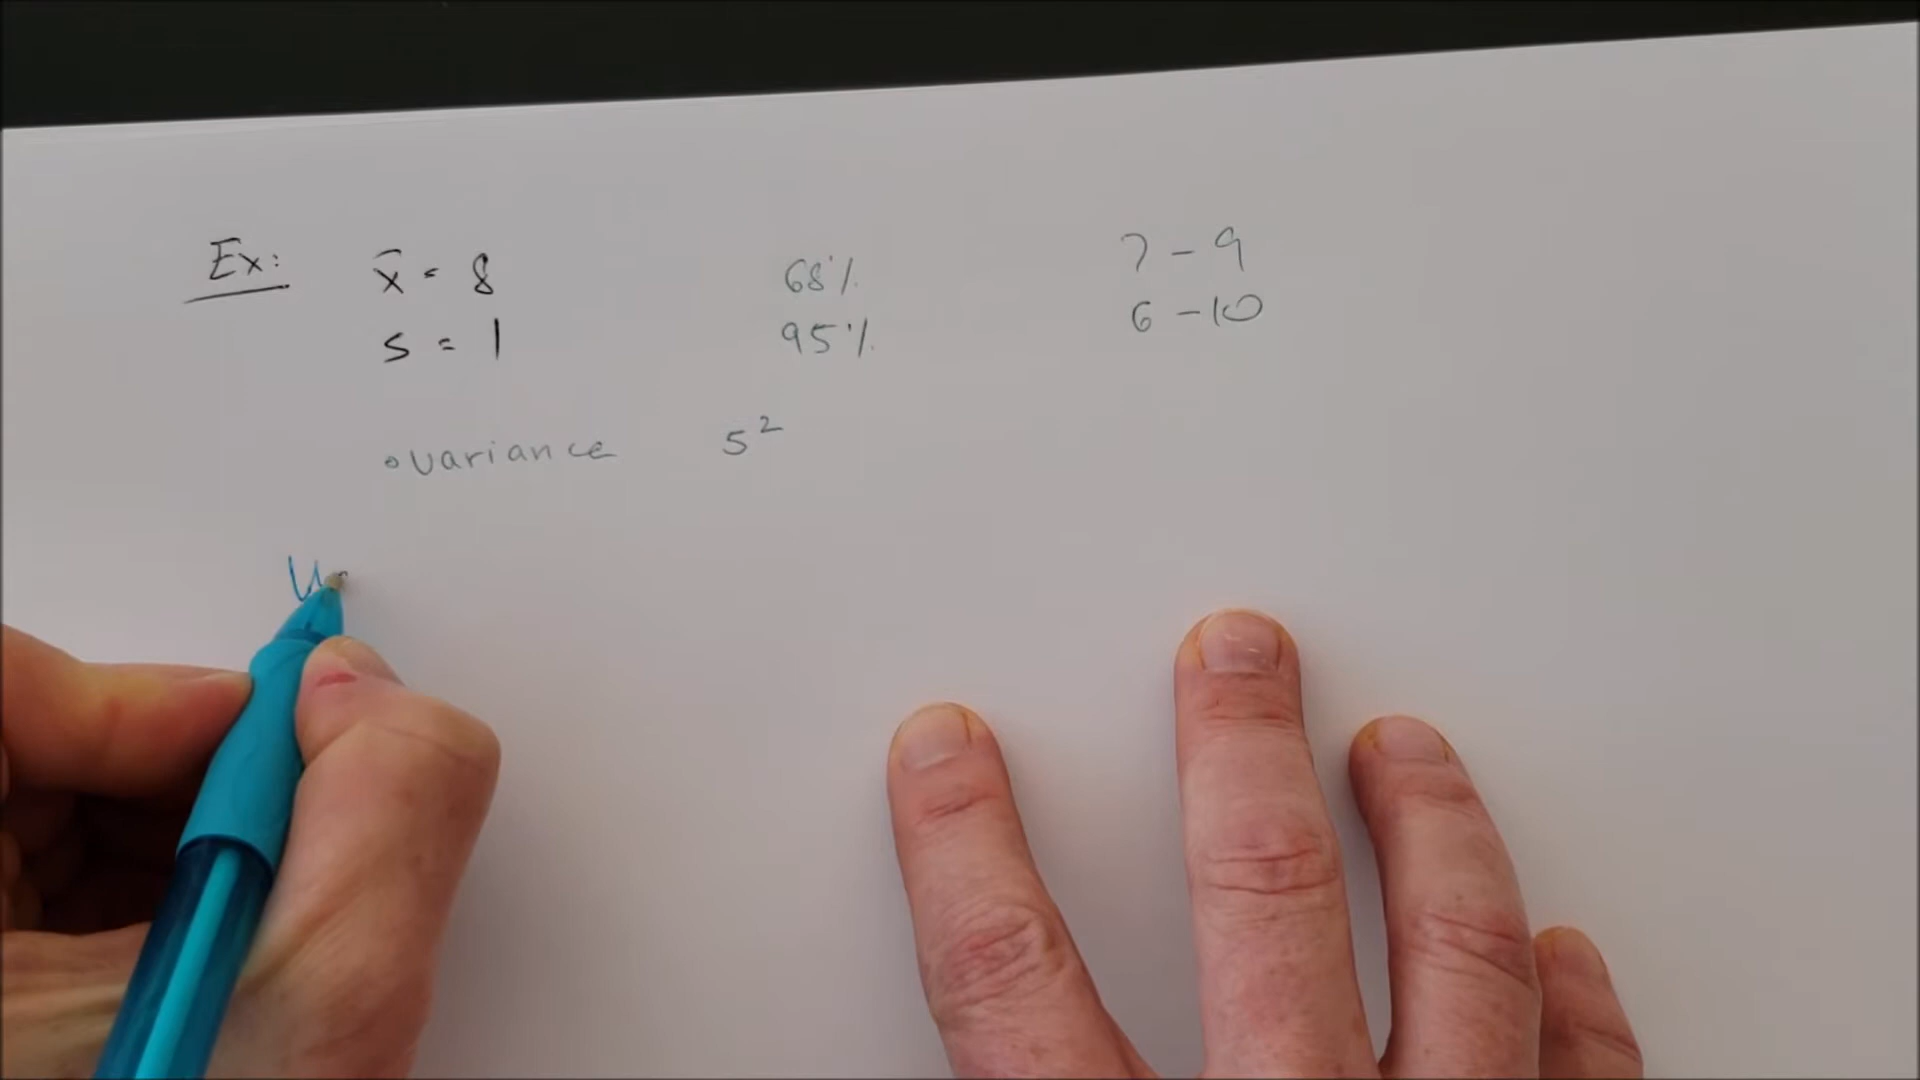 Ex: x̄ = 8 68% 7 - 9
s = 1 95% 6 - 10
• variance s²